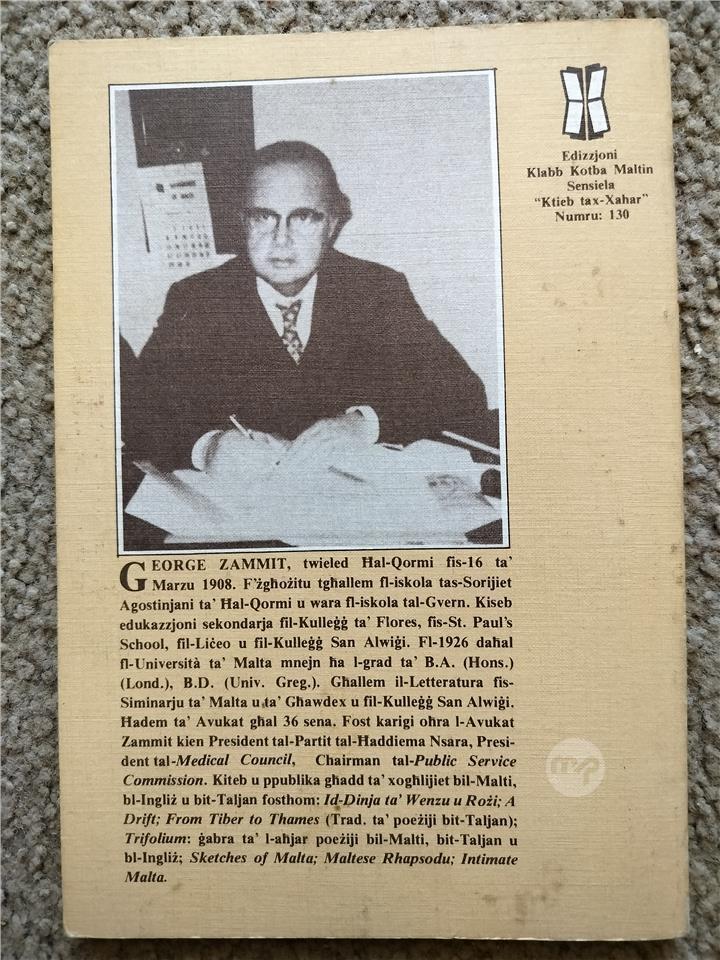 Edizzjoni
Klabb Kotba Maltin
Sensiela
“Ktieb tax-Xahar”
Numru: 130
GEORGE ZAMMIT, twieled Ħal-Qormi fis-16 ta’
Marzu 1908. F’żgħożitu tgħallem fl-iskola tas-Sorijiet
Agostinjani ta’ Ħal-Qormi u wara fl-iskola tal-Gvern. Kiseb
edukazzjoni sekondarja fil-Kulleġġ ta’ Flores, fis-St. Paul’s
School, fil-Liċeo u fil-Kulleġġ San Alwiġi. Fl-1926 daħal
fl-Università ta’ Malta mnejn ħa l-grad ta’ B.A. (Hons.)
(Lond.), B.D. (Univ. Greg.). Għallem il-Letteratura fis-
Siminarju ta’ Malta u ta’ Għawdex u fil-Kulleġġ San Alwiġi.
Ħadem ta’ Avukat għal 36 sena. Fost karigi oħra l-Avukat
Zammit kien President tal-Partit tal-Ħaddiema Nsara, Presi-
dent tal-Medical Council, Chairman tal-Public Service
Commission. Kiteb u ppublika għadd ta’ xogħlijiet bil-Malti,
bl-Ingliż u bit-Taljan fosthom: Id-Dinja ta’ Wenzu u Rożi; A
Drift; From Tiber to Thames (Trad. ta’ poeżiji bit-Taljan);
Trifolium: ġabra ta’ l-aħjar poeżiji bil-Malti, bit-Taljan u
bl-Ingliż; Sketches of Malta; Maltese Rhapsodu; Intimate
Malta.